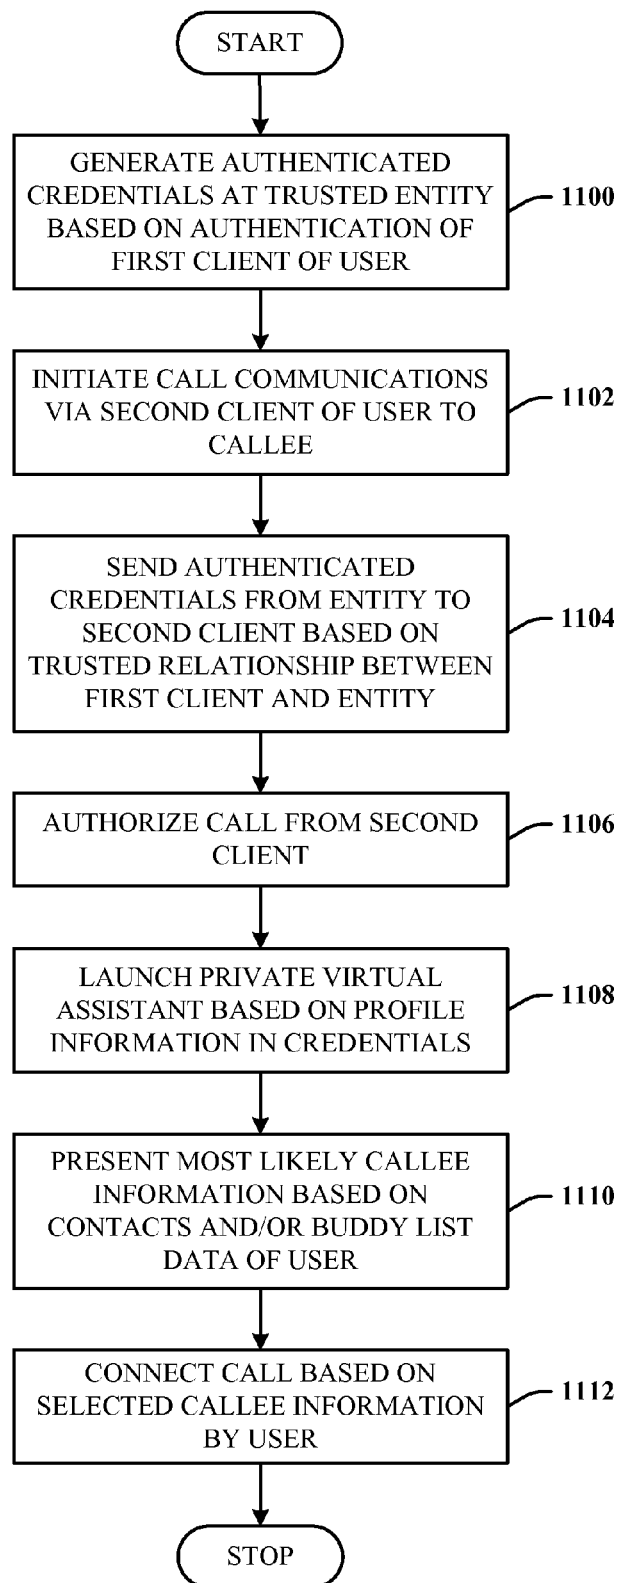 START
GENERATE AUTHENTICATED
CREDENTIALS AT TRUSTED ENTITY
BASED ON AUTHENTICATION OF
FIRST CLIENT OF USER
1100
INITIATE CALL COMMUNICATIONS
VIA SECOND CLIENT OF USER TO
CALLEE
1102
SEND AUTHENTICATED
CREDENTIALS FROM ENTITY TO
SECOND CLIENT BASED ON
TRUSTED RELATIONSHIP BETWEEN
FIRST CLIENT AND ENTITY
1104
AUTHORIZE CALL FROM SECOND
CLIENT
1106
LAUNCH PRIVATE VIRTUAL
ASSISTANT BASED ON PROFILE
INFORMATION IN CREDENTIALS
1108
PRESENT MOST LIKELY CALLEE
INFORMATION BASED ON
CONTACTS AND/OR BUDDY LIST
DATA OF USER
1110
CONNECT CALL BASED ON
SELECTED CALLEE INFORMATION
BY USER
1112
STOP